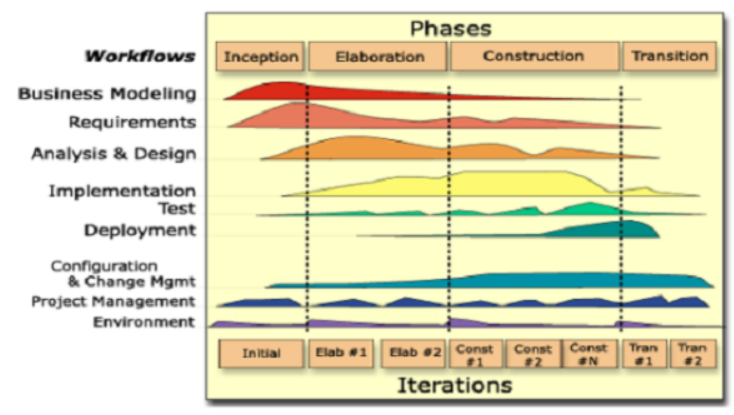 Phases
Workflows
Inception
Elaboration
Construction
Transition
Business Modeling
Requirements
Analysis & Design
Implementation
Test
Deployment
Configuration
& Change Mgmt
Project Management
Environment
Initial
Elab #1
Elab #2
Const
#1
Const
#2
Const
#N
Tran
#1
Tran
#2
Iterations